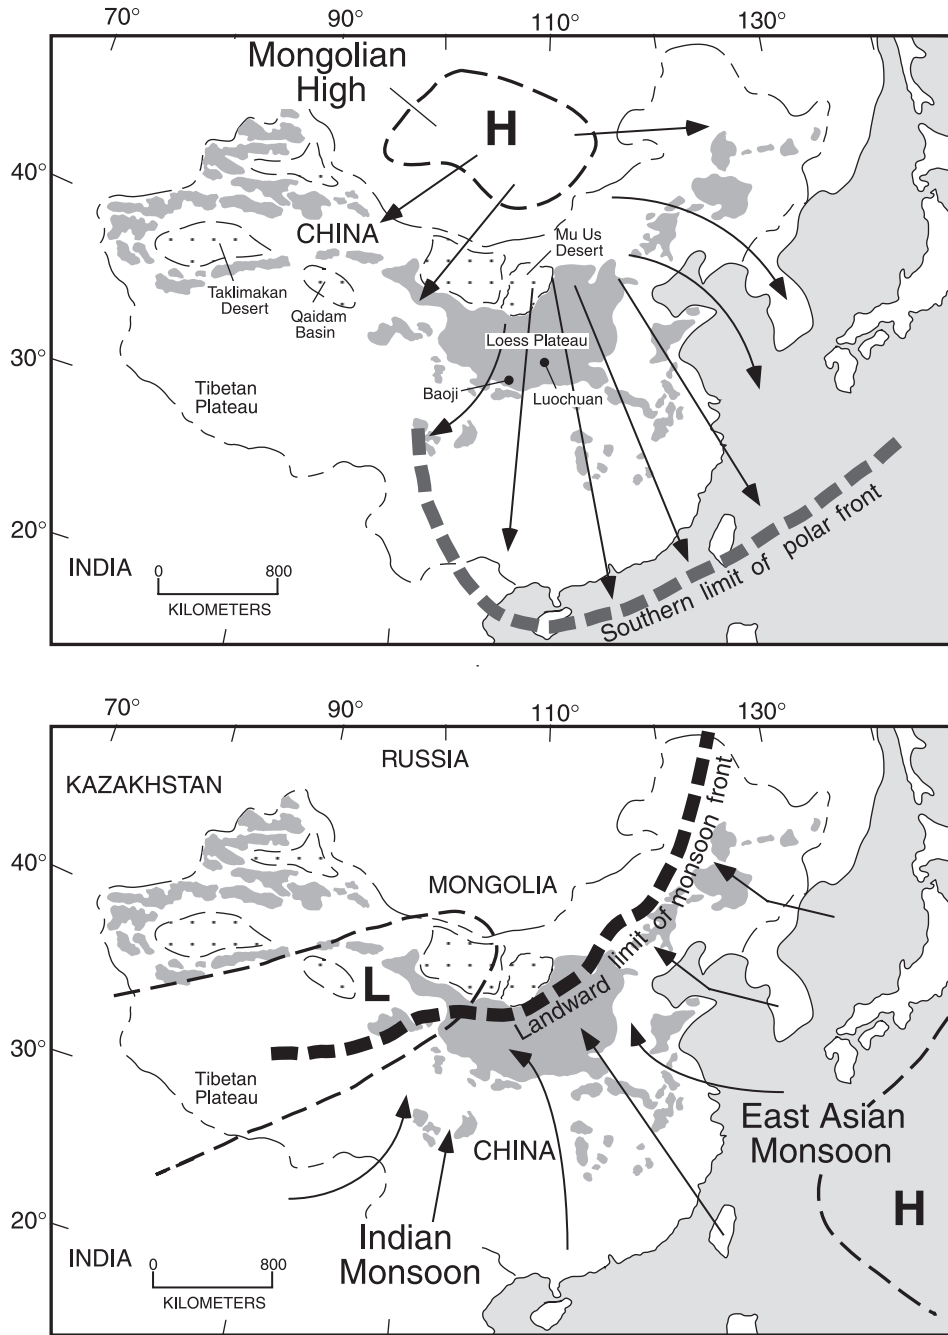 70° 90° 110° 130°
Mongolian
High
H
40°
CHINA
Mu Us
Desert
Taklimakan
Desert
Qaidam
Basin
30°
Loess Plateau
Tibetan
Plateau
Baoji
Luochuan
20°
INDIA
0 800
KILOMETERS
Southern limit of polar front
70° 90° 110° 130°
RUSSIA
KAZAKHSTAN
40°
MONGOLIA
Landward limit of monsoon front
L
30°
Tibetan
Plateau
CHINA
East Asian
Monsoon
H
20°
Indian
Monsoon
INDIA
0 800
KILOMETERS